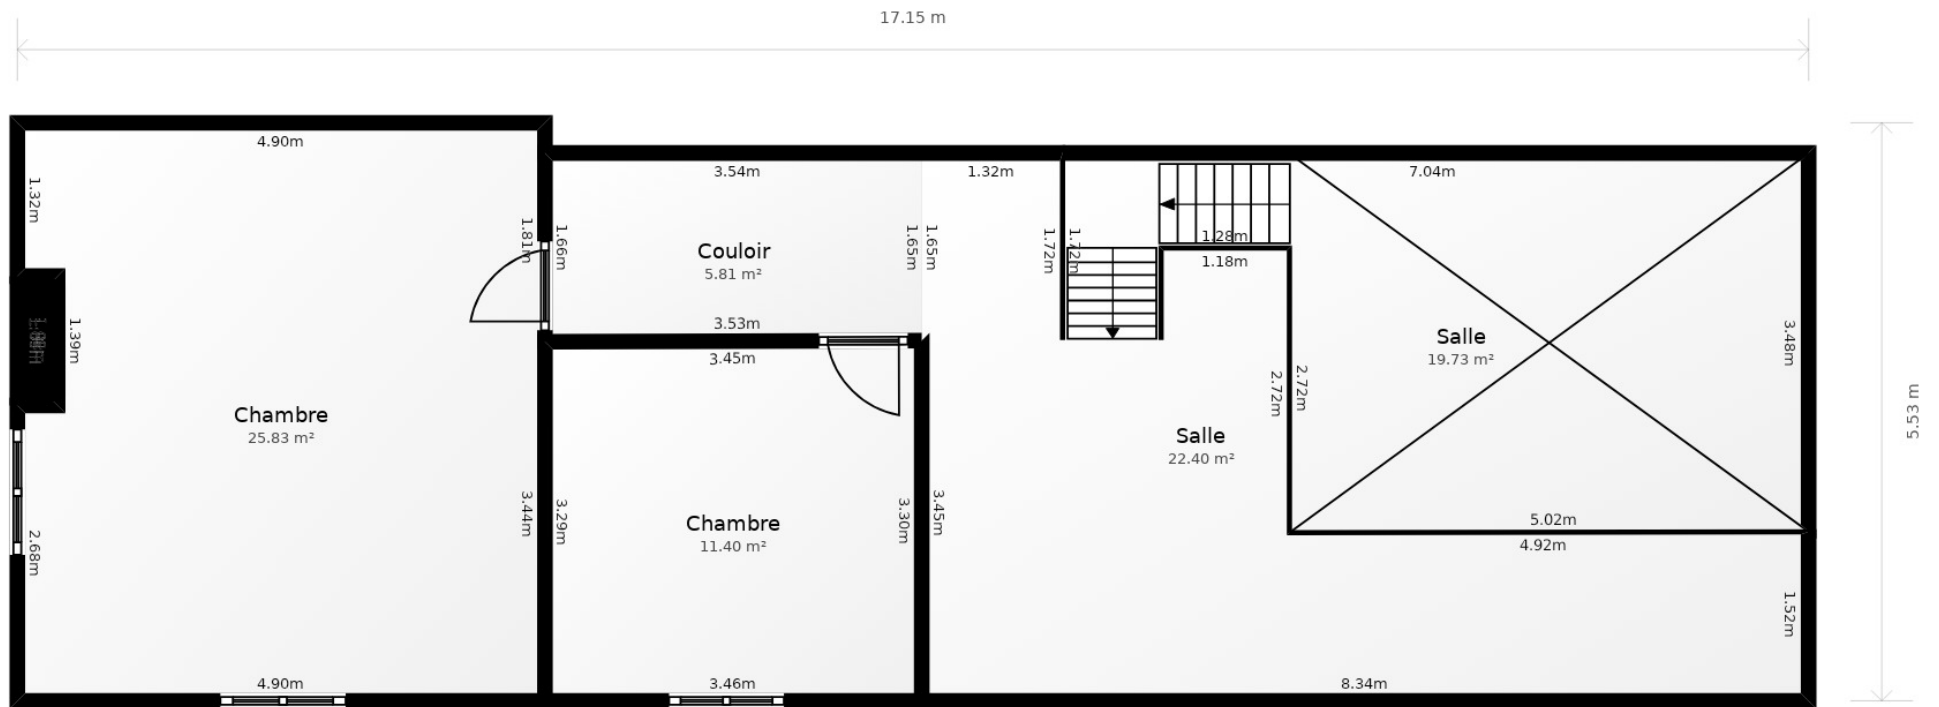 17.15 m
4.90m
3.54m
1.32m
7.04m
1.32m
1.81m
1.66m
1.65m
1.65m
1.72m
1.72m
1.28m
1.18m
Couloir
5.81 m²
3.53m
1.39m
3.45m
Salle
19.73 m²
3.48m
5.53 m
2.72m
2.72m
Chambre
25.83 m²
Salle
22.40 m²
3.44m
3.29m
Chambre
11.40 m²
3.30m
3.45m
5.02m
4.92m
2.68m
1.52m
4.90m
3.46m
8.34m